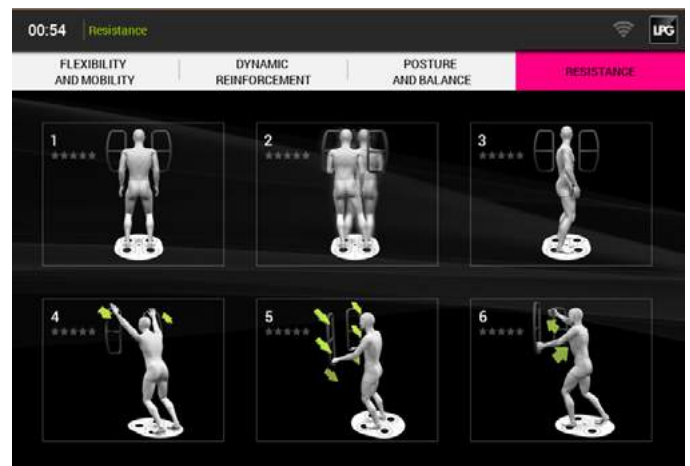 00:54 Resistance LPG
FLEXIBILITY
AND MOBILITY
DYNAMIC
REINFORCEMENT
POSTURE
AND BALANCE
RESISTANCE
1
2
3
4
5
6